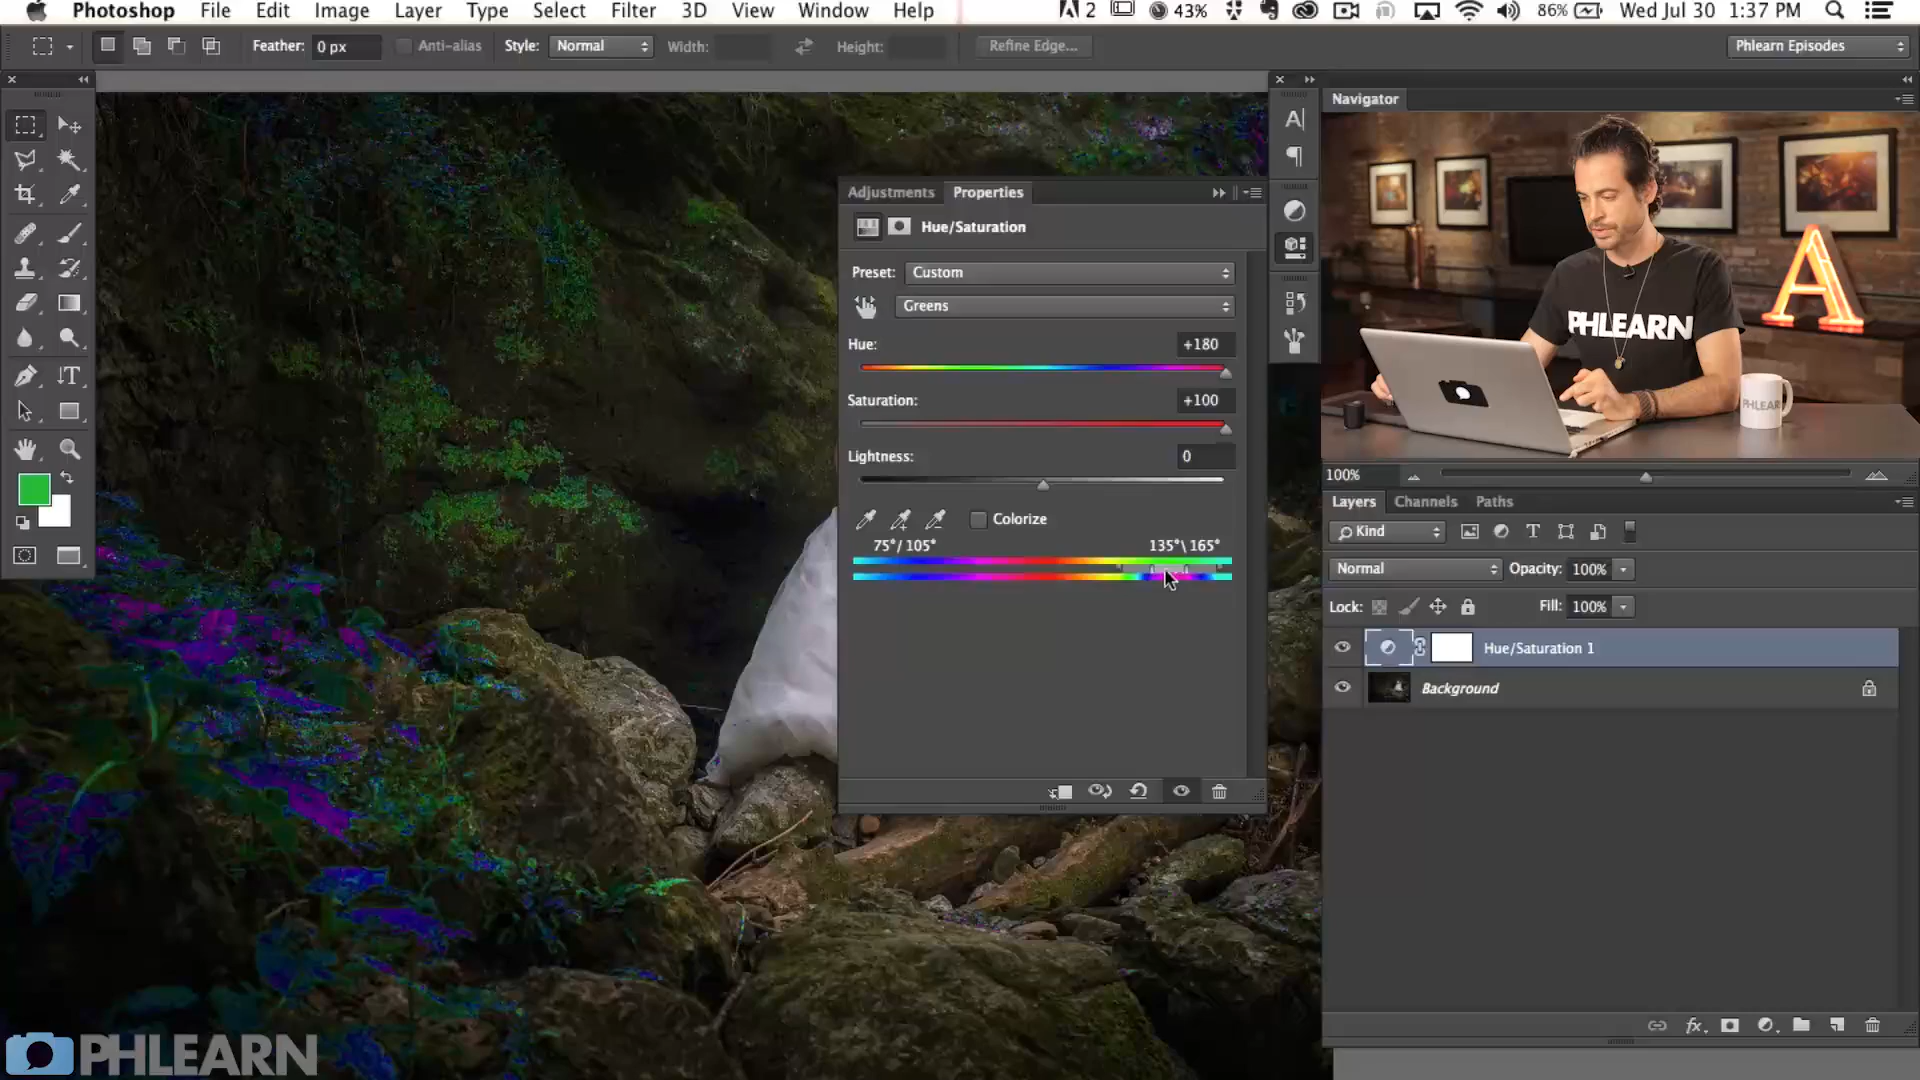 Photoshop File Edit Image Layer Type Select Filter 3D View Window Help 2 43% 86% Wed Jul 30 1:37 PM
Feather: 0 px Anti-alias Style: Normal Width: Height: Refine Edge... Phlearn Episodes
Navigator
Adjustments Properties
Hue/Saturation
Preset: Custom
Greens
Hue: +180
Saturation: +100
Lightness: 0
Colorize
75°/ 105° 135°\ 165°
PHLEARN
PHLEARN
A
100%
Layers Channels Paths
Kind
Normal Opacity: 100%
Lock: Fill: 100%
Hue/Saturation 1
Background
PHLEARN